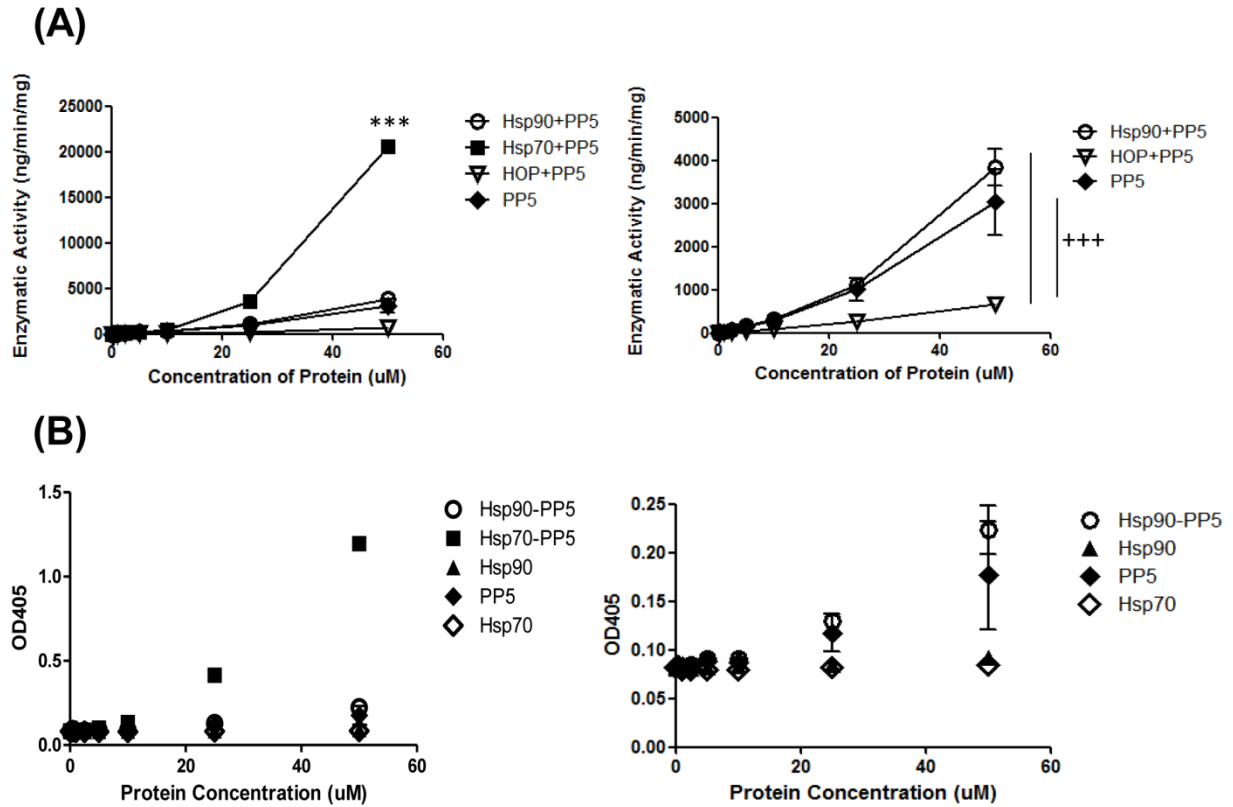 (A)
Enzymatic Activity (ng/min/mg)
25000
20000
15000
10000
5000
0
0
20
40
60
Concentration of Protein (uM)
***
Hsp90+PP5
Hsp70+PP5
HOP+PP5
PP5
Enzymatic Activity (ng/min/mg)
5000
4000
3000
2000
1000
0
0
20
40
60
Concentration of Protein (uM)
Hsp90+PP5
HOP+PP5
PP5
+++
(B)
OD405
1.5
1.0
0.5
0.0
0
20
40
60
Protein Concentration (uM)
Hsp90-PP5
Hsp70-PP5
Hsp90
PP5
Hsp70
OD405
0.25
0.20
0.15
0.10
0.05
0.00
0
20
40
60
Protein Concentration (uM)
Hsp90-PP5
Hsp90
PP5
Hsp70